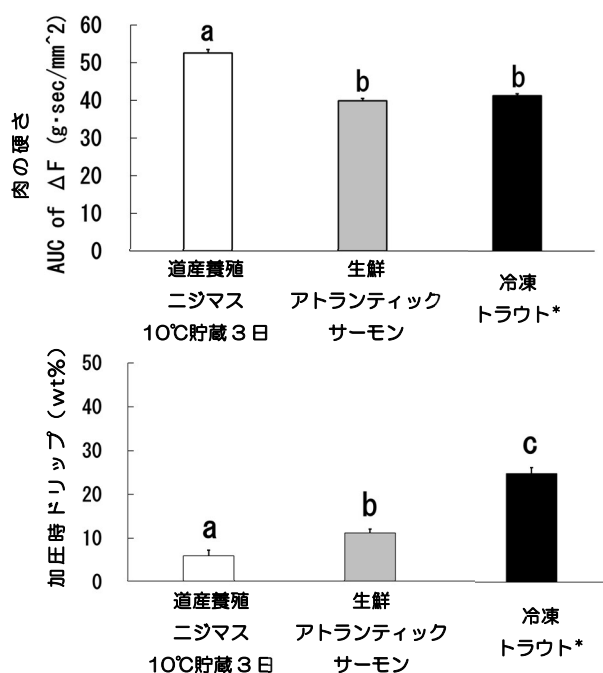 肉の硬さ
AUC of ΔF (g・sec/mm^2)
60
50
40
30
20
10
0
a
b
b
道産養殖
ニジマス
10℃貯蔵3日
生鮮
アトランティック
サーモン
冷凍
トラウト*
加圧時ドリップ(wt%)
50
40
30
20
10
0
a
b
c
道産養殖
ニジマス
10℃貯蔵3日
生鮮
アトランティック
サーモン
冷凍
トラウト*